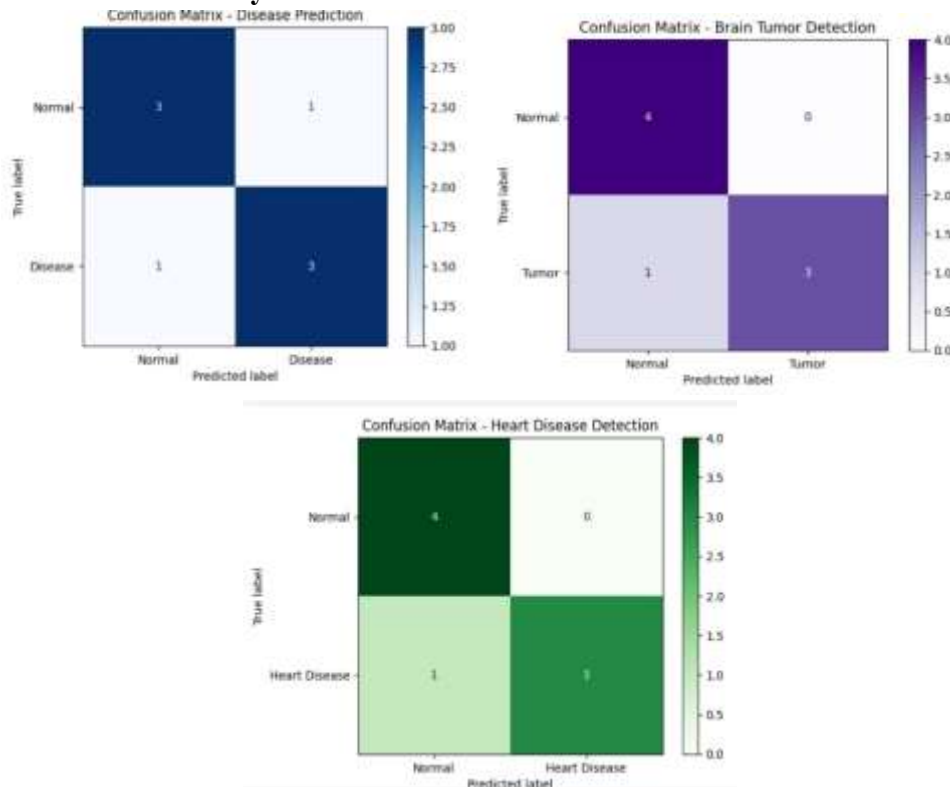 Confusion Matrix - Disease Prediction
3.00
2.75
2.50
2.25
2.00
1.75
1.50
1.25
1.00
Normal
Disease
True label
3 1
1 3
Normal Disease
Predicted label
Confusion Matrix - Brain Tumor Detection
4.0
3.5
3.0
2.5
2.0
1.5
1.0
0.5
0.0
Normal
Tumor
True label
4 0
1 3
Normal Tumor
Predicted label
Confusion Matrix - Heart Disease Detection
4.0
3.5
3.0
2.5
2.0
1.5
1.0
0.5
0.0
Normal
Heart Disease
True label
4 0
1 3
Normal Heart Disease
Predicted label